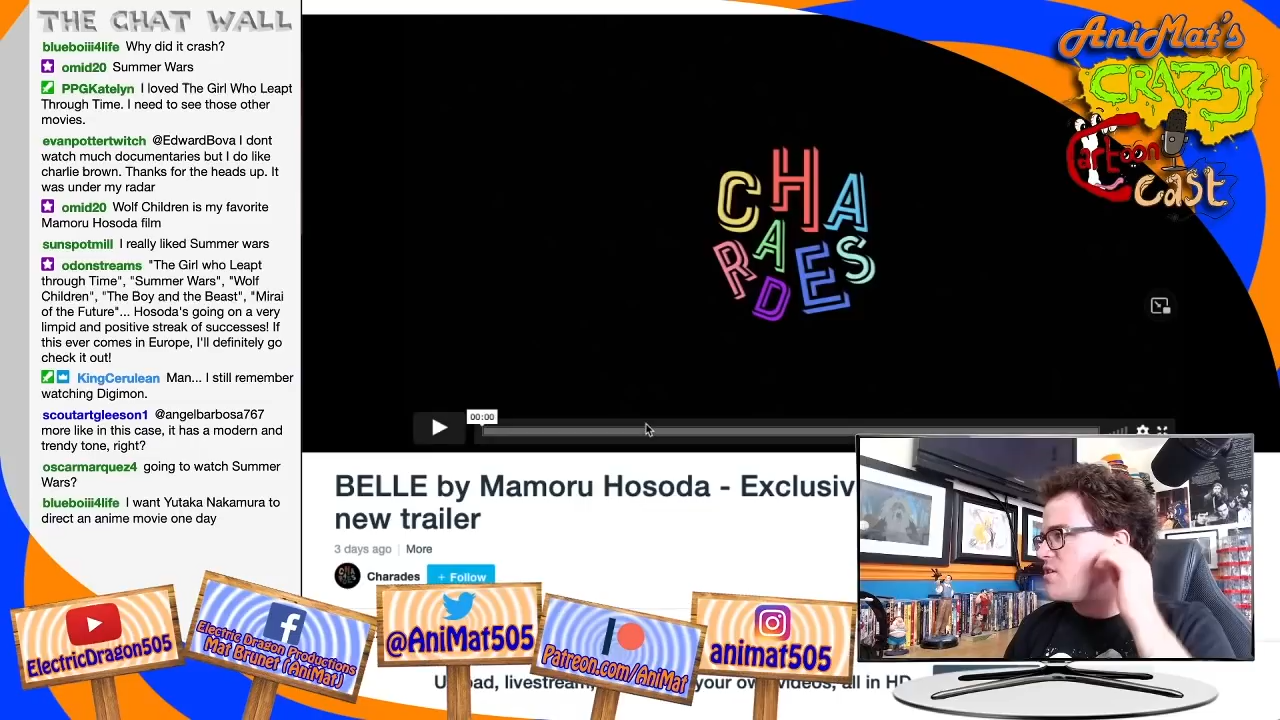 THE CHAT WALL
blueboiii4life Why did it crash?
omid20 Summer Wars
PPGKatelyn I loved The Girl Who Leapt
Through Time. I need to see those other
movies.
evanpottertwitch @EdwardBova I dont
watch much documentaries but I do like
charlie brown. Thanks for the heads up. It
was under my radar
omid20 Wolf Children is my favorite
Mamoru Hosoda film
sunspotmill I really liked Summer wars
odonstreams "The Girl who Leapt
through Time", "Summer Wars", "Wolf
Children", "The Boy and the Beast", "Mirai
of the Future"... Hosoda's going on a very
limpid and positive streak of successes! If
this ever comes in Europe, I'll definitely go
check it out!
KingCerulean Man... I still remember
watching Digimon.
scoutartgleeson1 @angelbarbosa767
more like in this case, it has a modern and
trendy tone, right?
oscarmarquez4 going to watch Summer
Wars?
blueboiii4life I want Yutaka Nakamura to
direct an anime movie one day
CHA
RADES
00:00
BELLE by Mamoru Hosoda - Exclusiv
new trailer
3 days ago More
Charades + Follow
AniMat's
CRAZY
Cartoon
Cast
ElectricDragon505
Electric Dragon Productions
Mat Brunet (AniMat)
@AniMat505
Patreon.com/AniMat
animat505
oad, livestream, your own videos, all in HD